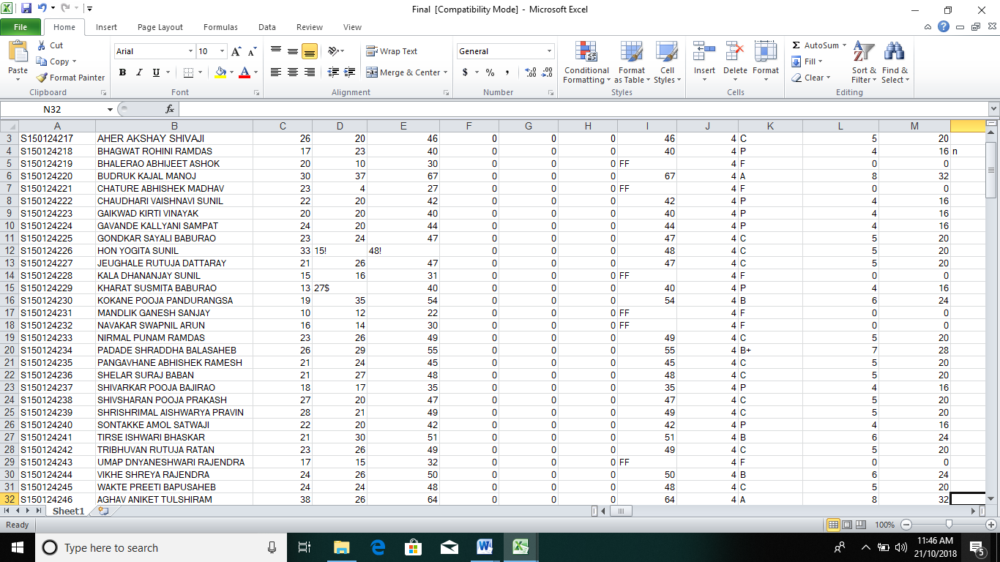 Final [Compatibility Mode] - Microsoft Excel
File Home Insert Page Layout Formulas Data Review View
Paste Cut Copy Format Painter
Arial 10 A A B I U A
Wrap Text Merge & Center
General $ % , .00 .0
Conditional Formatting Format as Table Cell Styles
Insert Delete Format
Σ AutoSum Fill Clear Sort & Filter Find & Select
Clipboard Font Alignment Number Styles Cells Editing
N32 fx
A B C D E F G H I J K L M
3 S150124217 AHER AKSHAY SHIVAJI 26 20 46 0 0 0 46 4 C 5 20
4 S150124218 BHAGWAT ROHINI RAMDAS 17 23 40 0 0 0 40 4 P 4 16 n
5 S150124219 BHALERAO ABHIJEET ASHOK 20 10 30 0 0 0 FF 4 F 0 0
6 S150124220 BUDRUK KAJAL MANOJ 30 37 67 0 0 0 67 4 A 8 32
7 S150124221 CHATURE ABHISHEK MADHAV 23 4 27 0 0 0 FF 4 F 0 0
8 S150124222 CHAUDHARI VAISHNAVI SUNIL 22 20 42 0 0 0 42 4 P 4 16
9 S150124223 GAIKWAD KIRTI VINAYAK 20 20 40 0 0 0 40 4 P 4 16
10 S150124224 GAVANDE KALLYANI SAMPAT 24 20 44 0 0 0 44 4 P 4 16
11 S150124225 GONDKAR SAYALI BABURAO 23 24 47 0 0 0 47 4 C 5 20
12 S150124226 HON YOGITA SUNIL 33 15! 48! 0 0 0 48 4 C 5 20
13 S150124227 JEUGHALE RUTUJA DATTARAY 21 26 47 0 0 0 47 4 C 5 20
14 S150124228 KALA DHANANJAY SUNIL 15 16 31 0 0 0 FF 4 F 0 0
15 S150124229 KHARAT SUSMITA BABURAO 13 27$ 40 0 0 0 40 4 P 4 16
16 S150124230 KOKANE POOJA PANDURANGSA 19 35 54 0 0 0 54 4 B 6 24
17 S150124231 MANDLIK GANESH SANJAY 10 12 22 0 0 0 FF 4 F 0 0
18 S150124232 NAVAKAR SWAPNIL ARUN 16 14 30 0 0 0 FF 4 F 0 0
19 S150124233 NIRMAL PUNAM RAMDAS 23 26 49 0 0 0 49 4 C 5 20
20 S150124234 PADADE SHRADDHA BALASAHEB 26 29 55 0 0 0 55 4 B+ 7 28
21 S150124235 PANGAVHANE ABHISHEK RAMESH 21 24 45 0 0 0 45 4 C 5 20
22 S150124236 SHELAR SURAJ BABAN 21 27 48 0 0 0 48 4 C 5 20
23 S150124237 SHIVARKAR POOJA BAJIRAO 18 17 35 0 0 0 35 4 P 4 16
24 S150124238 SHIVSHARAN POOJA PRAKASH 27 20 47 0 0 0 47 4 C 5 20
25 S150124239 SHRISHRIMAL AISHWARYA PRAVIN 28 21 49 0 0 0 49 4 C 5 20
26 S150124240 SONTAKKE AMOL SATWAJI 22 20 42 0 0 0 42 4 P 4 16
27 S150124241 TIRSE ISHWARI BHASKAR 21 30 51 0 0 0 51 4 B 6 24
28 S150124242 TRIBHUVAN RUTUJA RATAN 23 26 49 0 0 0 49 4 C 5 20
29 S150124243 UMAP DNYANESHWARI RAJENDRA 17 15 32 0 0 0 FF 4 F 0 0
30 S150124244 VIKHE SHREYA RAJENDRA 24 26 50 0 0 0 50 4 B 6 24
31 S150124245 WAKTE PREETI BAPUSAHEB 24 24 48 0 0 0 48 4 C 5 20
32 S150124246 AGHAV ANIKET TULSHIRAM 38 26 64 0 0 0 64 4 A 8 32
Sheet1
Ready 100%
Type here to search 11:46 AM
21/10/2018 5